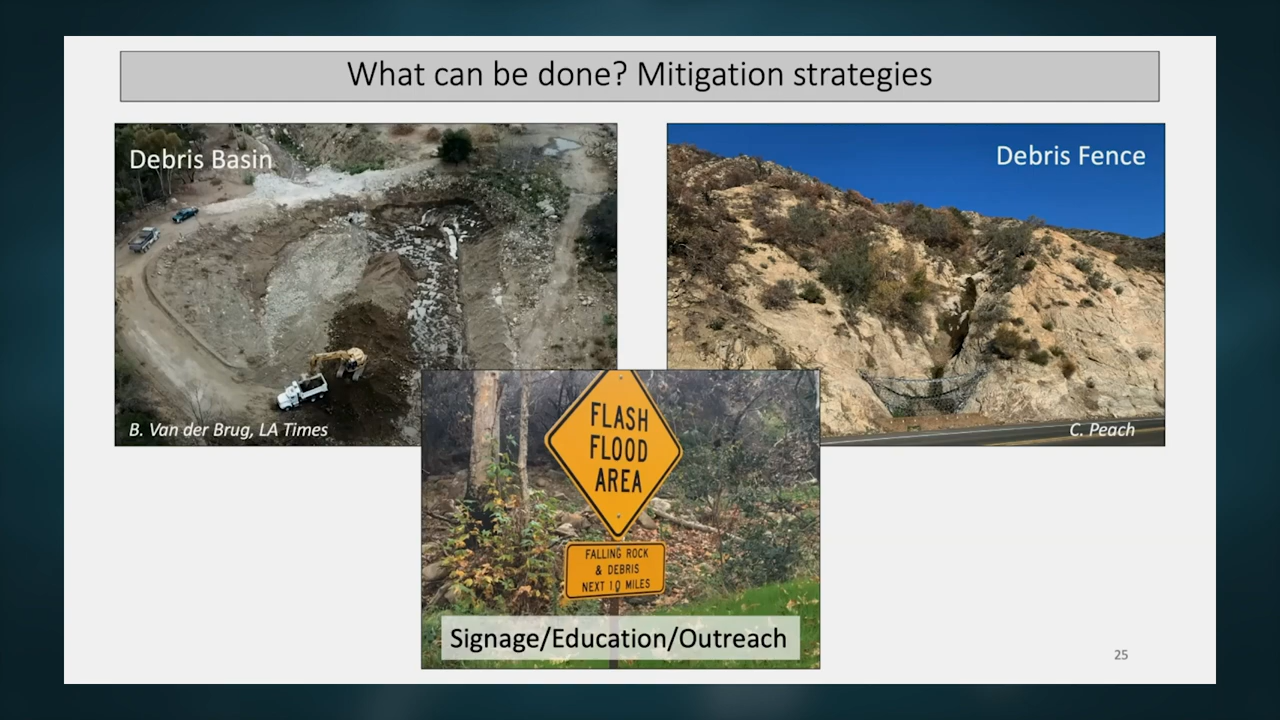 What can be done? Mitigation strategies
Debris Basin
B. Van der Brug, LA Times
Debris Fence
C. Peach
FLASH
FLOOD
AREA
FALLING ROCK
& DEBRIS
NEXT 10 MILES
Signage/Education/Outreach
25